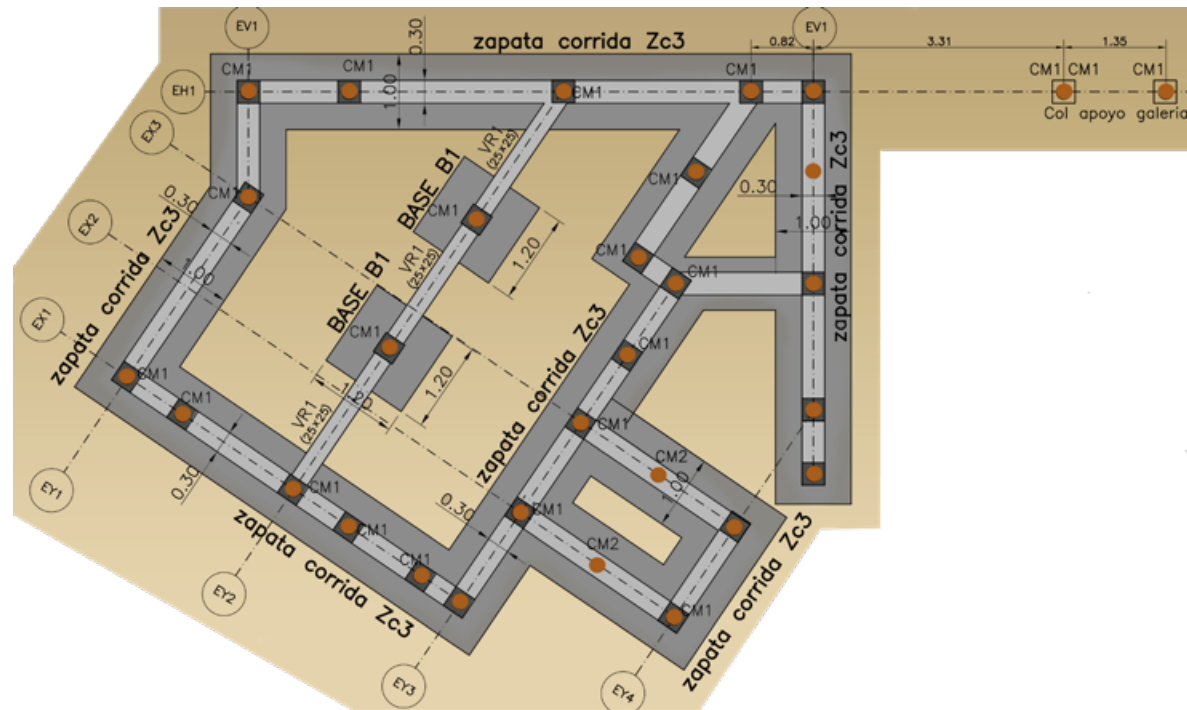 EV1
EV1
zapata corrida Zc3
0.30
0.82
3.31
1.35
CM1
CM1
CM1
CM1 CM1
CM1
EH1
1.00
CM1
Col apoyo galeria
EX3
VR1
(25x25)
BASE B1
CM1
0.30
zapata corrida Zc3
CM1
0.30
CM1
1.00
EX2
1.20
CM1
VR1
(25x25)
CM1
1.00
BASE B1
zapata corrida Zc3
EX1
CM1
CM1
CM1
1.20
1.20
zapata corrida Zc3
CM1
VR1
(25x25)
CM1
CM2
1.00
0.30
CM1
EY1
0.30
CM1
CM1
zapata corrida Zc3
CM1
CM2
zapata corrida Zc3
EY2
CM1
EY3
EY4